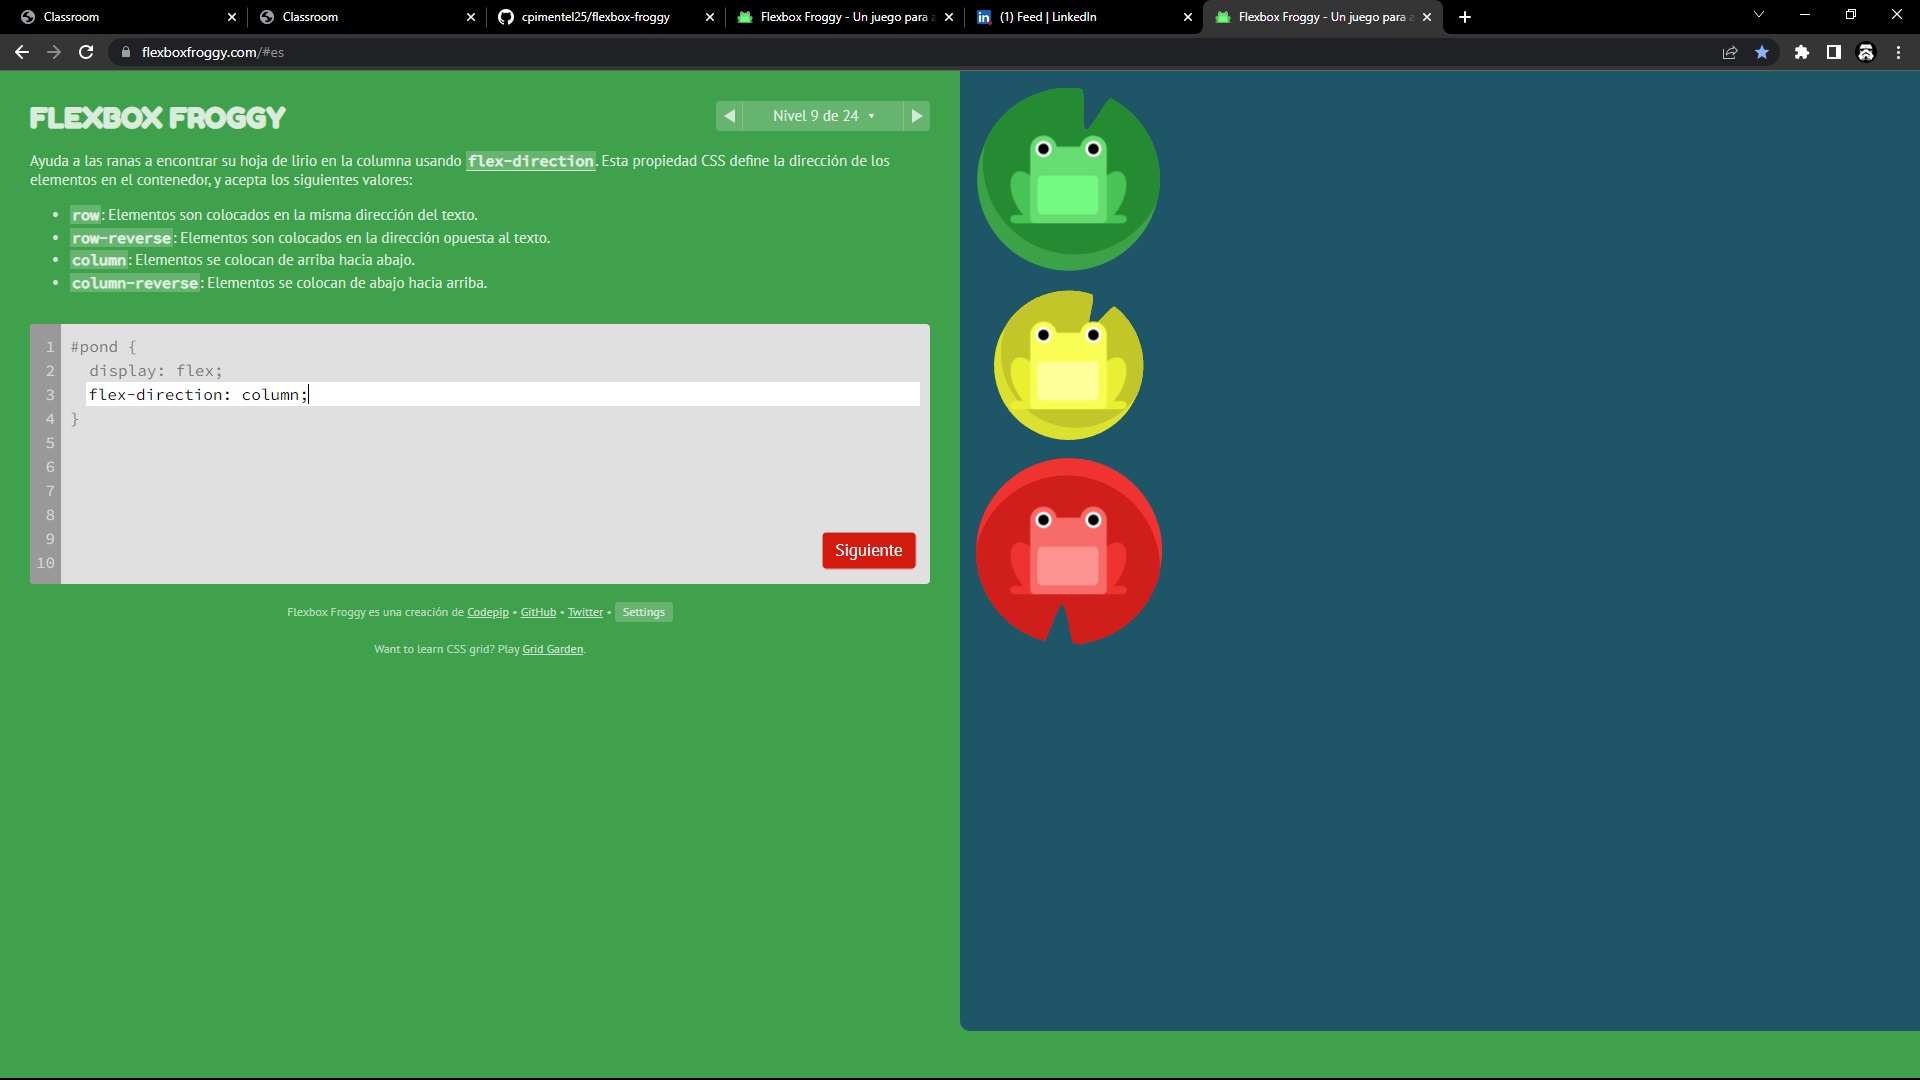 Classroom
Classroom
cpimentel25/flexbox-froggy
Flexbox Froggy - Un juego para a
(1) Feed | LinkedIn
Flexbox Froggy - Un juego para a
flexboxfroggy.com/#es
FLEXBOX FROGGY
Nivel 9 de 24
Ayuda a las ranas a encontrar su hoja de lirio en la columna usando flex-direction. Esta propiedad CSS define la dirección de los
elementos en el contenedor, y acepta los siguientes valores:
• row: Elementos son colocados en la misma dirección del texto.
• row-reverse: Elementos son colocados en la dirección opuesta al texto.
• column: Elementos se colocan de arriba hacia abajo.
• column-reverse: Elementos se colocan de abajo hacia arriba.
1 #pond {
2 display: flex;
3 flex-direction: column;
4 }
5
6
7
8
9
10
Siguiente
Flexbox Froggy es una creación de Codepip • GitHub • Twitter • Settings
Want to learn CSS grid? Play Grid Garden.